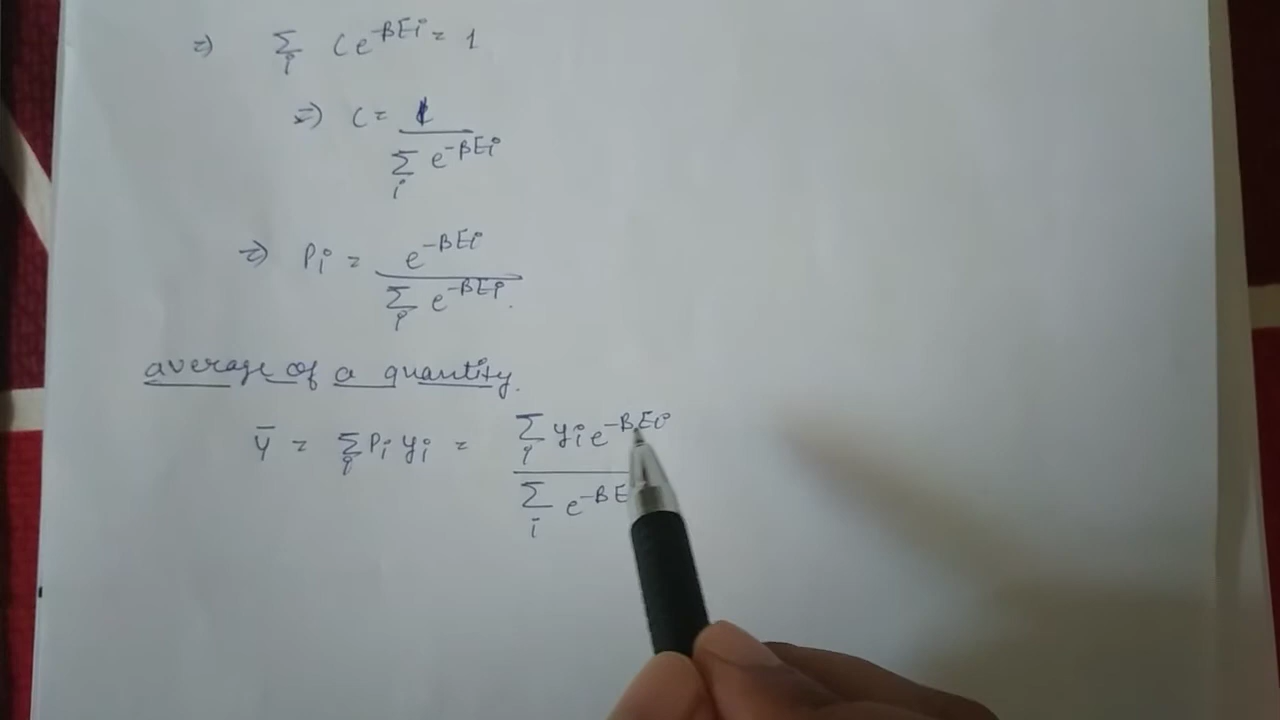 ⇒ Σ_i C e^{-βEi} = 1
⇒ C = 1 / Σ_i e^{-βEi}
⇒ Pi = e^{-βEi} / Σ_i e^{-βEi}.
average of a quantity.
ȳ = Σ_i Pi yi = Σ_i yi e^{-βEi} / Σ_i e^{-βE